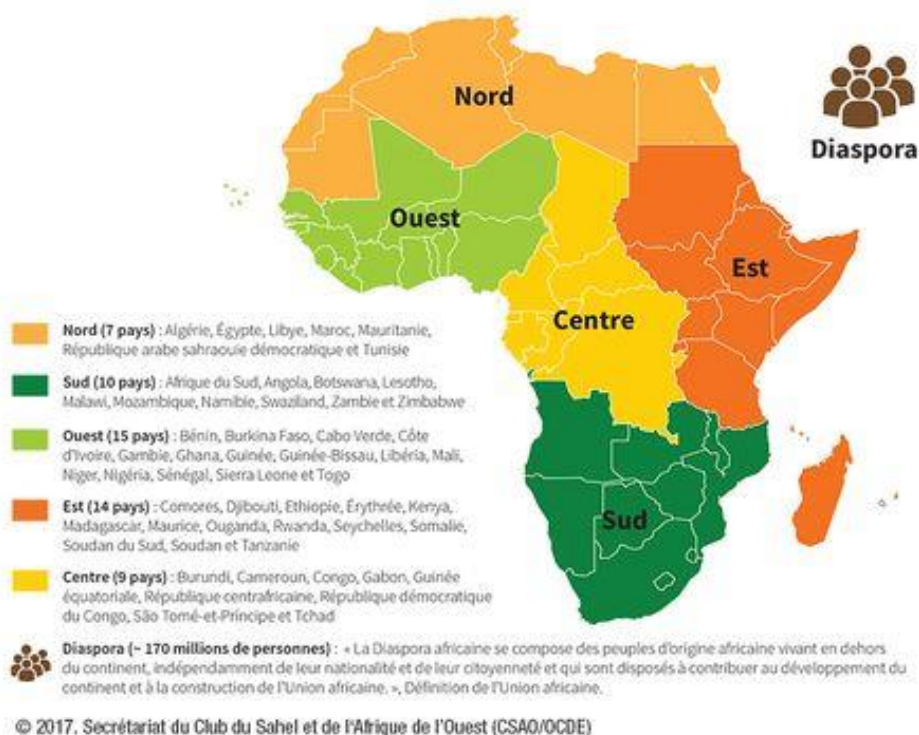 Nord
Diaspora
Ouest
Est
Centre
Sud
Nord (7 pays) : Algérie, Égypte, Libye, Maroc, Mauritanie,
République arabe sahraouie démocratique et Tunisie
Sud (10 pays) : Afrique du Sud, Angola, Botswana, Lesotho,
Malawi, Mozambique, Namibie, Swaziland, Zambie et Zimbabwe
Ouest (15 pays) : Bénin, Burkina Faso, Cabo Verde, Côte
d'Ivoire, Gambie, Ghana, Guinée, Guinée-Bissau, Libéria, Mali,
Niger, Nigéria, Sénégal, Sierra Leone et Togo
Est (14 pays) : Comores, Djibouti, Ethiopie, Érythrée, Kenya,
Madagascar, Maurice, Ouganda, Rwanda, Seychelles, Somalie,
Soudan du Sud, Soudan et Tanzanie
Centre (9 pays) : Burundi, Cameroun, Congo, Gabon, Guinée
équatoriale, République centrafricaine, République démocratique
du Congo, São Tomé-et-Príncipe et Tchad
Diaspora (~ 170 millions de personnes) : « La Diaspora africaine se compose des peuples d'origine africaine vivant en dehors
du continent, indépendamment de leur nationalité et de leur citoyenneté et qui sont disposés à contribuer au développement du
continent et à la construction de l'Union africaine. », Définition de l'Union africaine.
© 2017. Secrétariat du Club du Sahel et de l'Afrique de l'Ouest (CSAO/OCDE)